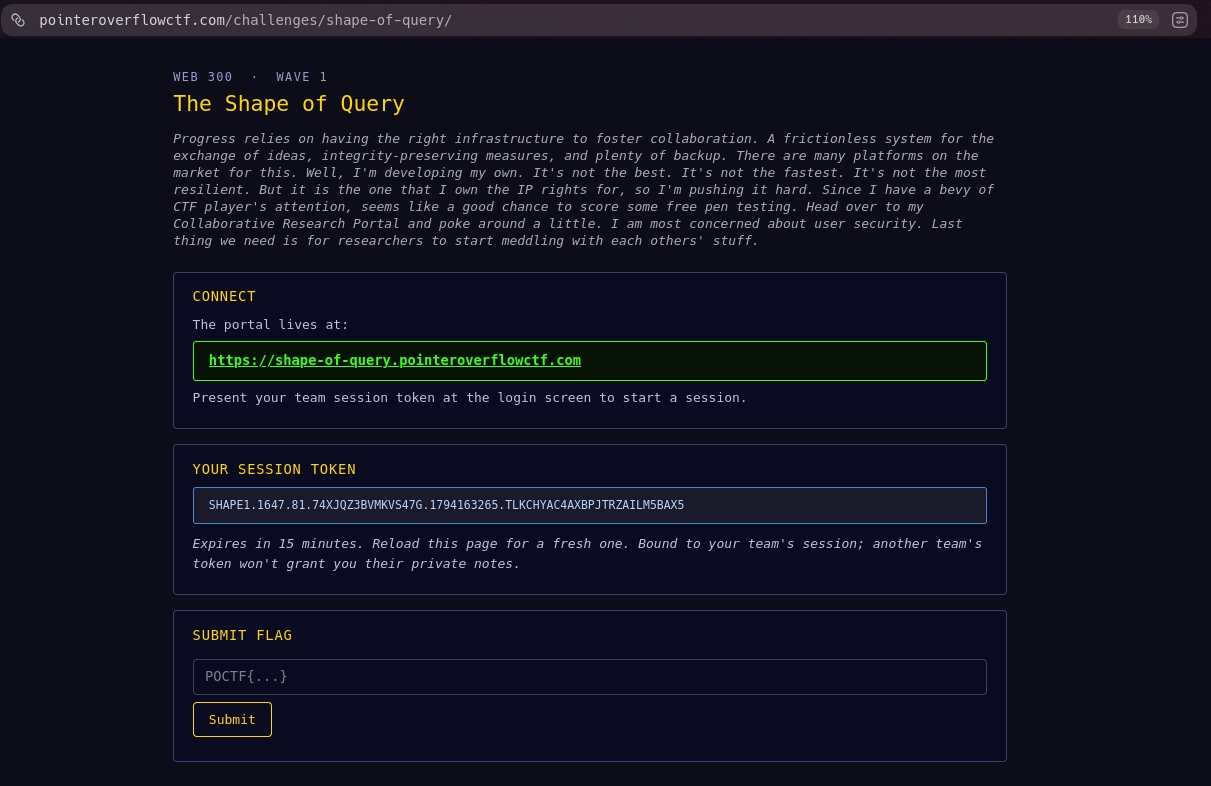 pointeroverflowctf.com/challenges/shape-of-query/
110%
WEB 300 · WAVE 1
The Shape of Query
Progress relies on having the right infrastructure to foster collaboration. A frictionless system for the
exchange of ideas, integrity-preserving measures, and plenty of backup. There are many platforms on the
market for this. Well, I'm developing my own. It's not the best. It's not the fastest. It's not the most
resilient. But it is the one that I own the IP rights for, so I'm pushing it hard. Since I have a bevy of
CTF player's attention, seems like a good chance to score some free pen testing. Head over to my
Collaborative Research Portal and poke around a little. I am most concerned about user security. Last
thing we need is for researchers to start meddling with each others' stuff.
CONNECT
The portal lives at:
https://shape-of-query.pointeroverflowctf.com
Present your team session token at the login screen to start a session.
YOUR SESSION TOKEN
SHAPE1.1647.81.74XJQZ3BVMKVS47G.1794163265.TLKCHYAC4AXBPJTRZAILM5BAX5
Expires in 15 minutes. Reload this page for a fresh one. Bound to your team's session; another team's
token won't grant you their private notes.
SUBMIT FLAG
POCTF{...}
Submit